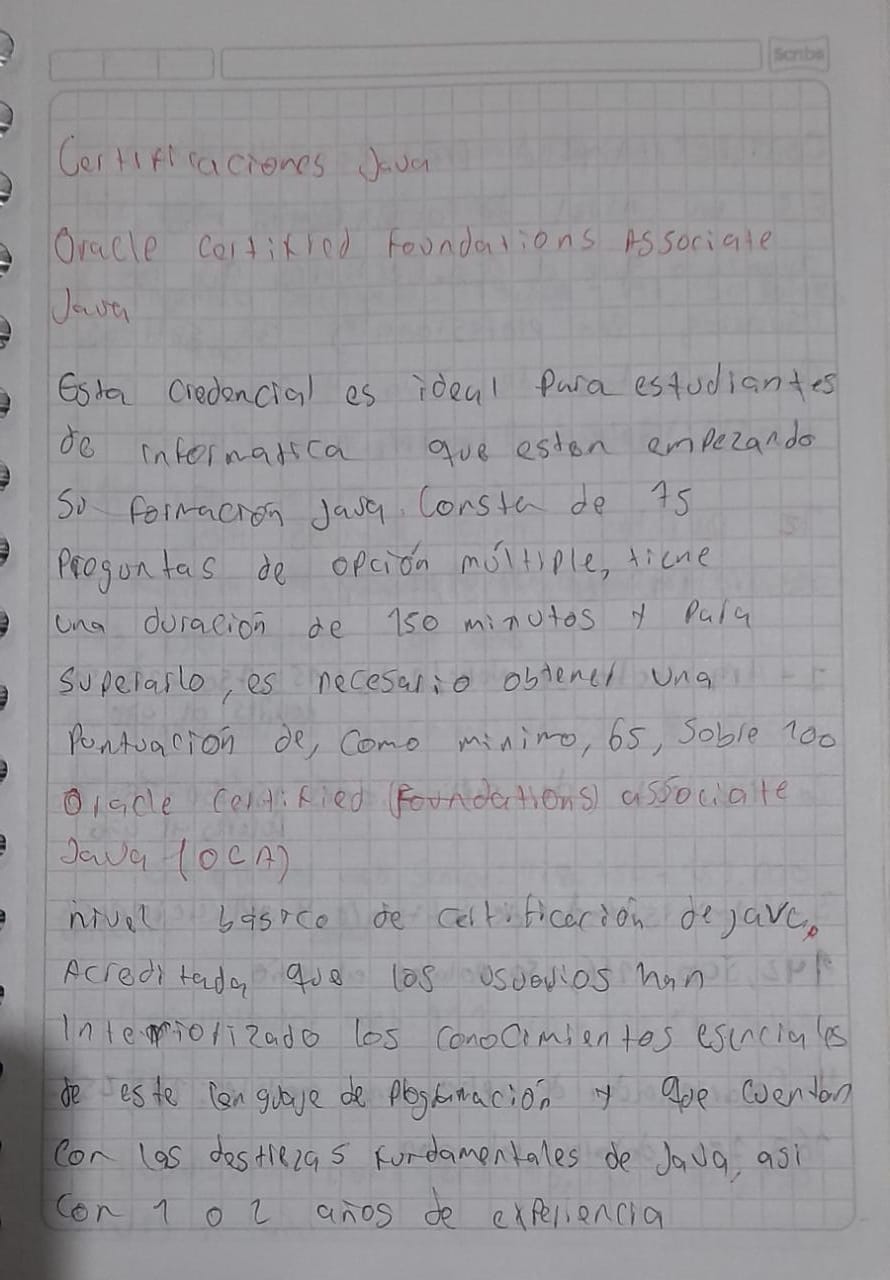 Scribe
Certificaciones Java
Oracle Certified Foundations Associate
Java
Esta credencial es ideal para estudiantes
de informatica que esten empezando
su formación java. Consta de 75
Preguntas de opción múltiple, tiene
una duración de 150 minutos y para
superarlo, es necesario obtener una
Puntuación de, como minimo, 65, sobre 100
Oracle Certified (Foundations) associate
Java (OCA)
nivel básico de certificación de java.
Acreditada que los usuarios han
Interiorizado los conocimientos esenciales
de este lenguaje de programación y que cuentan
Con las destrezas fundamentales de Java, asi
Con 1 o 2 años de experiencia